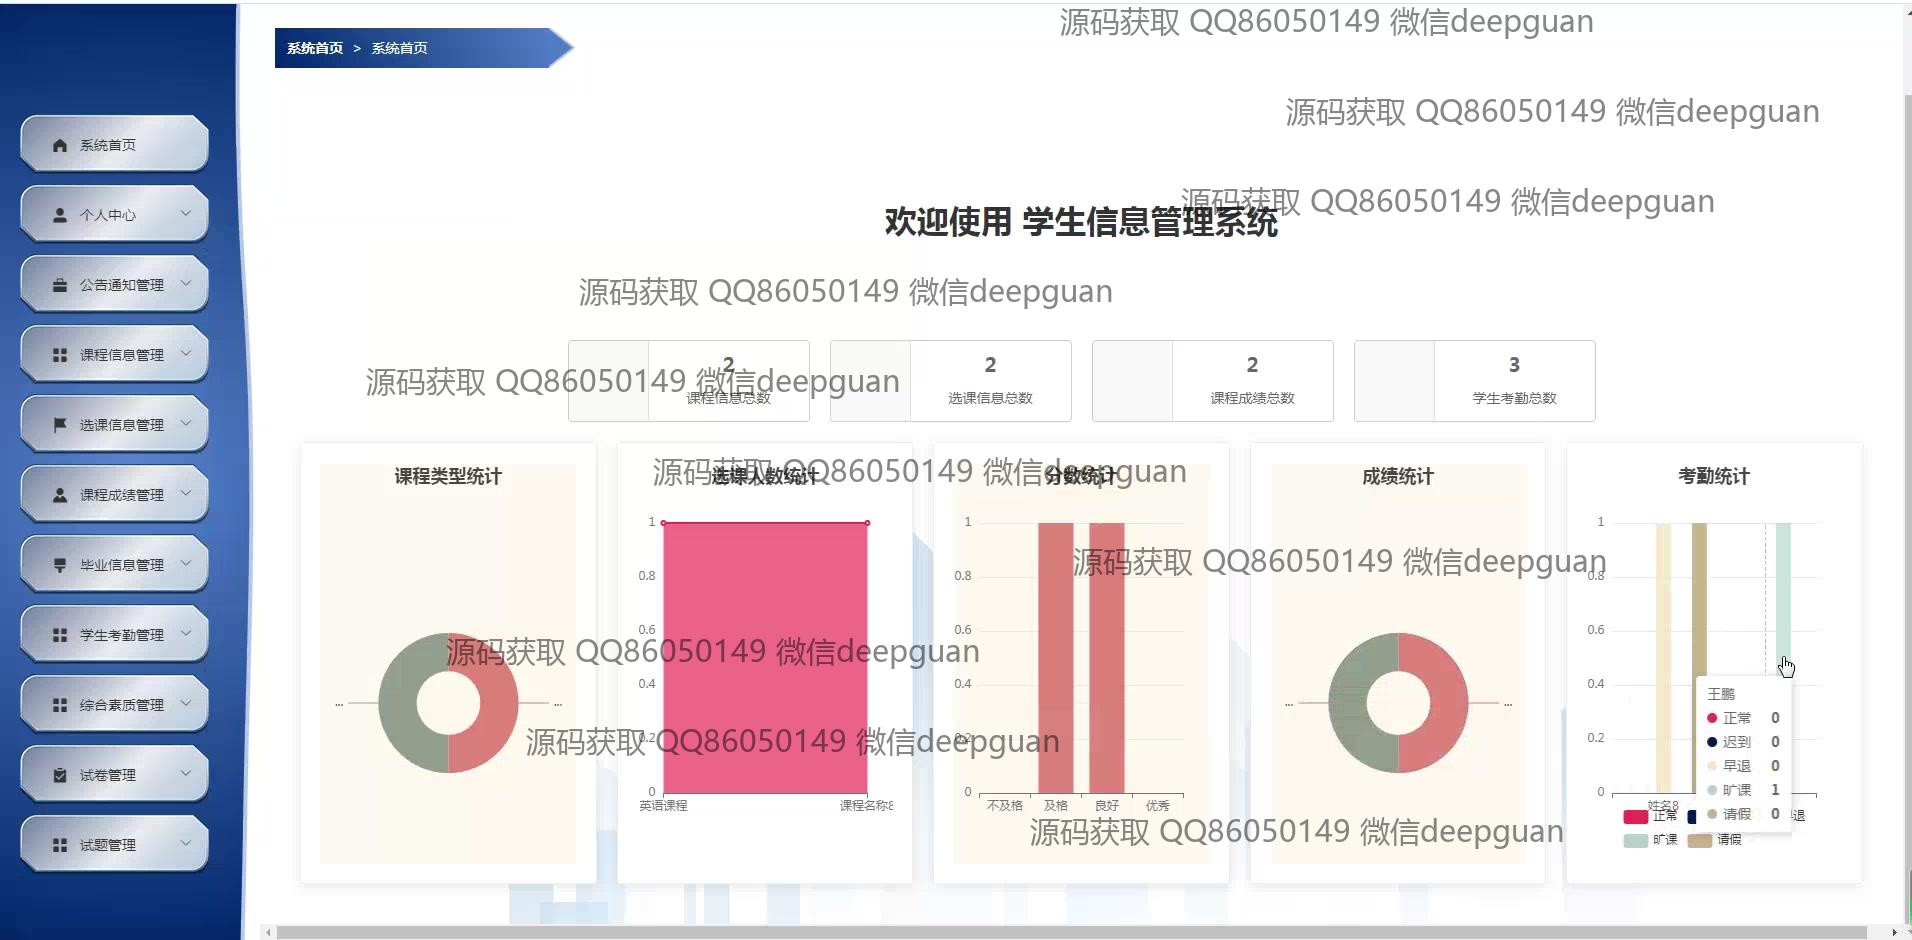 源码获取 QQ86050149 微信deepguan
系统首页 > 系统首页
源码获取 QQ86050149 微信deepguan
系统首页
源码获取 QQ86050149 微信deepguan
个人中心
欢迎使用 学生信息管理系统
公告通知管理
源码获取 QQ86050149 微信deepguan
课程信息管理
2
2
2
3
源码获取 QQ86050149 微信deepguan
课程信息总数
选课信息总数
课程成绩总数
学生考勤总数
选课信息管理
课程成绩管理
毕业信息管理
学生考勤管理
综合素质管理
试卷管理
试题管理
课程类型统计
...
...
源码获取 QQ86050149 微信deepguan
选课人数统计
1
0.8
0.6
0.4
0.2
0
英语课程
课程名称8
分数统计
1
0.8
0.6
0.4
0.2
0
不及格
及格
良好
优秀
成绩统计
...
...
源码获取 QQ86050149 微信deepguan
源码获取 QQ86050149 微信deepguan
源码获取 QQ86050149 微信deepguan
源码获取 QQ86050149 微信deepguan
考勤统计
1
0.8
0.6
0.4
0.2
0
姓名8
王鹏
正常 0
迟到 0
早退 0
旷课 1
请假 0
正常
退
旷课
请假